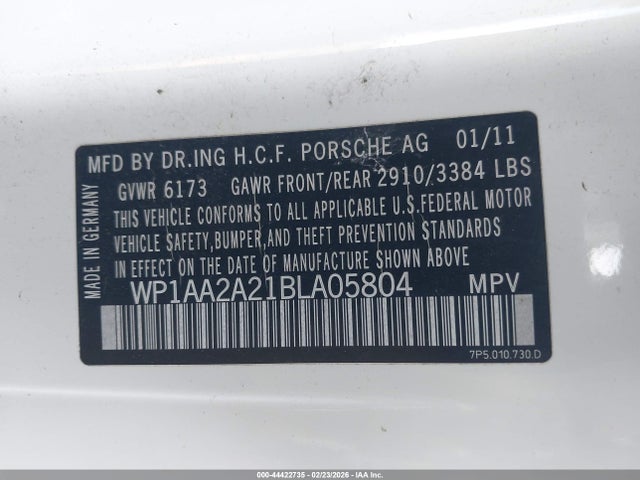 MFD BY DR.ING H.C.F. PORSCHE AG 01/11
GVWR 6173 GAWR FRONT/REAR 2910/3384 LBS
THIS VEHICLE CONFORMS TO ALL APPLICABLE U.S.FEDERAL MOTOR
VEHICLE SAFETY,BUMPER,AND THEFT PREVENTION STANDARDS
IN EFFECT ON THE DATE OF MANUFACTURE SHOWN ABOVE
WP1AA2A21BLA05804 MPV
7P5.010.730.D
MADE IN GERMANY
000-44422735 - 02/23/2026 - IAAI.COM